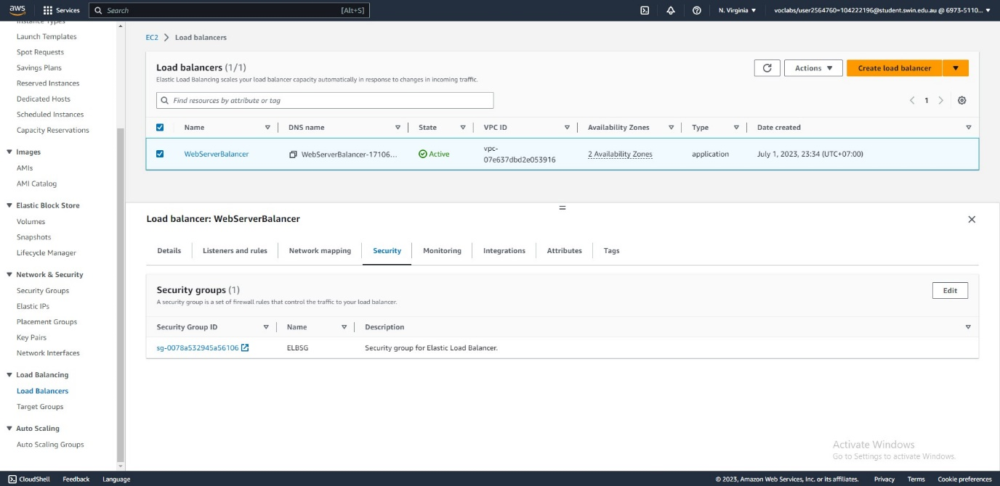 aws
Services
Search
[Alt+S]
N. Virginia
voclabs/user2564760=104222196@student.swin.edu.au @ 6973-5110...
Instance Types
Launch Templates
Spot Requests
Savings Plans
Reserved Instances
Dedicated Hosts
Scheduled Instances
Capacity Reservations
Images
AMIs
AMI Catalog
Elastic Block Store
Volumes
Snapshots
Lifecycle Manager
Network & Security
Security Groups
Elastic IPs
Placement Groups
Key Pairs
Network Interfaces
Load Balancing
Load Balancers
Target Groups
Auto Scaling
Auto Scaling Groups
EC2 > Load balancers
Load balancers (1/1)
Elastic Load Balancing scales your load balancer capacity automatically in response to changes in incoming traffic.
Actions
Create load balancer
Find resources by attribute or tag
1
Name DNS name State VPC ID Availability Zones Type Date created
WebServerBalancer WebServerBalancer-17106... Active vpc-07e637dbd2e053916 2 Availability Zones application July 1, 2023, 23:34 (UTC+07:00)
Load balancer: WebServerBalancer
Details Listeners and rules Network mapping Security Monitoring Integrations Attributes Tags
Security groups (1)
A security group is a set of firewall rules that control the traffic to your load balancer.
Edit
Security Group ID Name Description
sg-0078a532945a56106 ELBSG Security group for Elastic Load Balancer.
Activate Windows
Go to Settings to activate Windows.
CloudShell Feedback Language
© 2023, Amazon Web Services, Inc. or its affiliates. Privacy Terms Cookie preferences